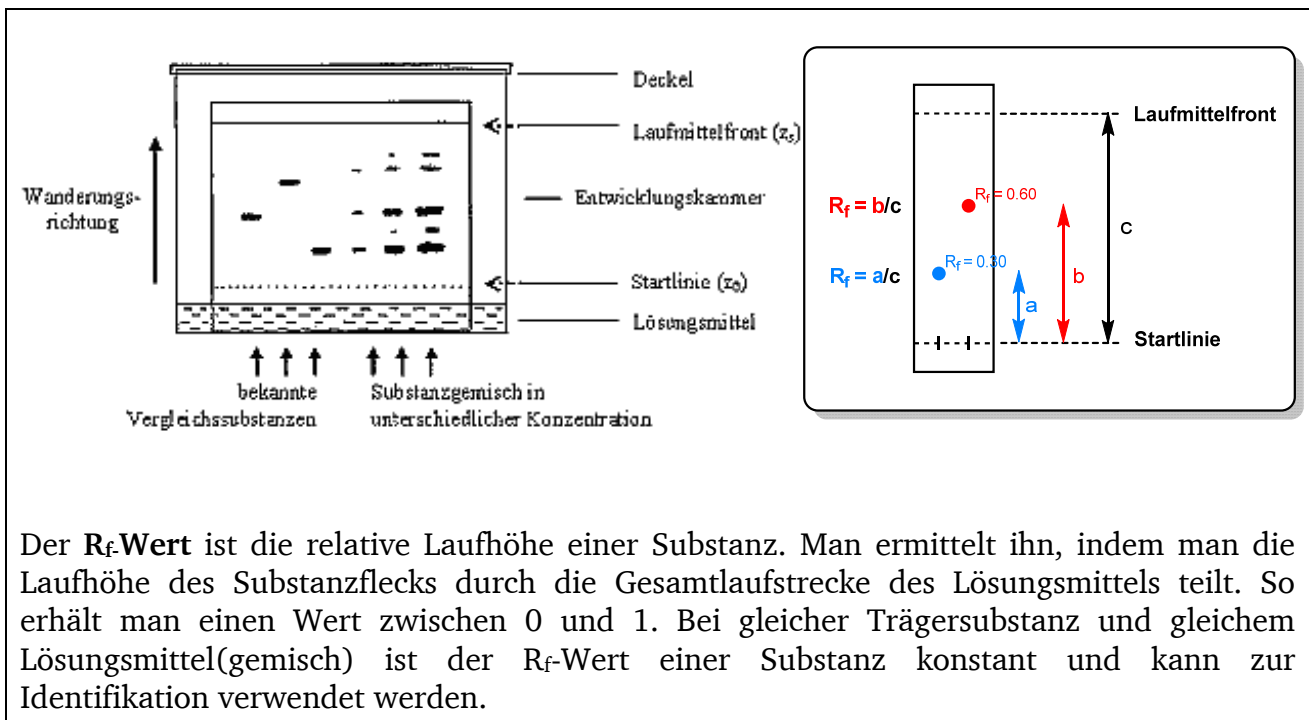 Deckel
Laufmittelfront (zs)
Wanderungs-
richtung
Entwicklungskammer
Startlinie (z0)
Lösungsmittel
bekannte
Vergleichssubstanzen
Substanzgemisch in
unterschiedlicher Konzentration
Laufmittelfront
Rf = b/c
Rf = 0.60
c
Rf = a/c
Rf = 0.30
b
a
Startlinie
Der Rf-Wert ist die relative Laufhöhe einer Substanz. Man ermittelt ihn, indem man die
Laufhöhe des Substanzflecks durch die Gesamtlaufstrecke des Lösungsmittels teilt. So
erhält man einen Wert zwischen 0 und 1. Bei gleicher Trägersubstanz und gleichem
Lösungsmittel(gemisch) ist der Rf-Wert einer Substanz konstant und kann zur
Identifikation verwendet werden.